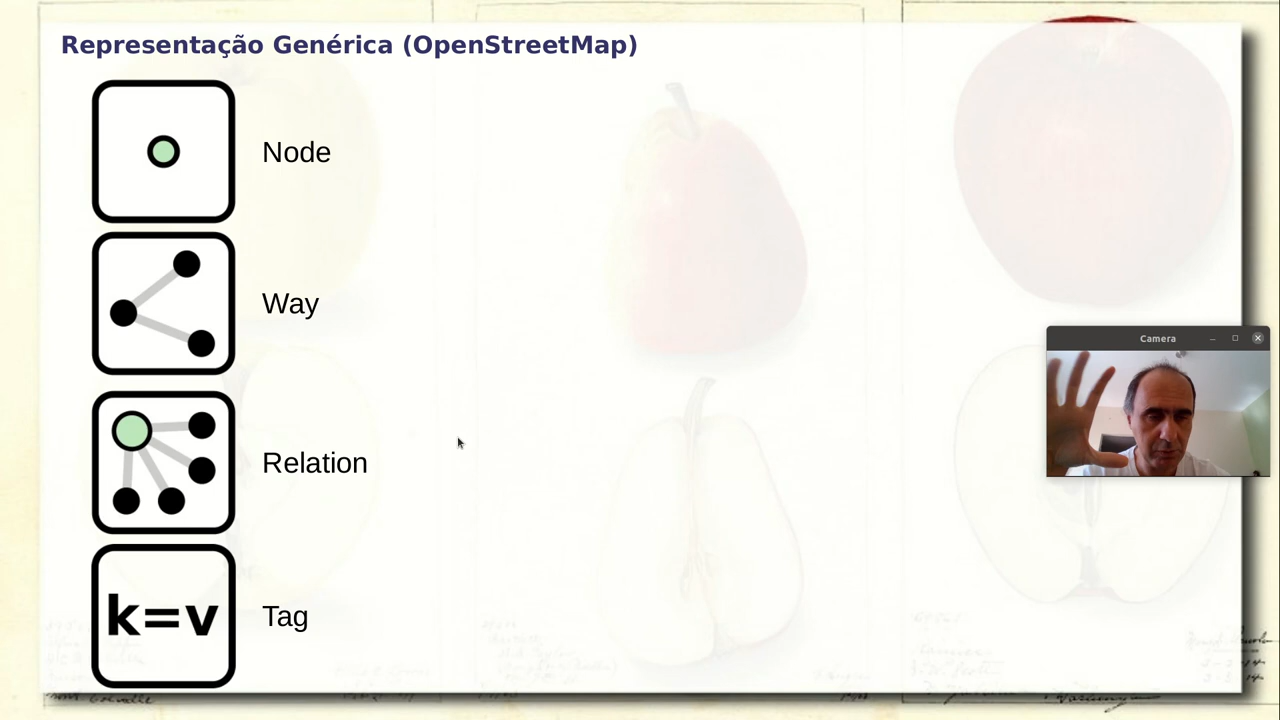 Representação Genérica (OpenStreetMap)
Node
Way
Camera
Relation
k=v
Tag